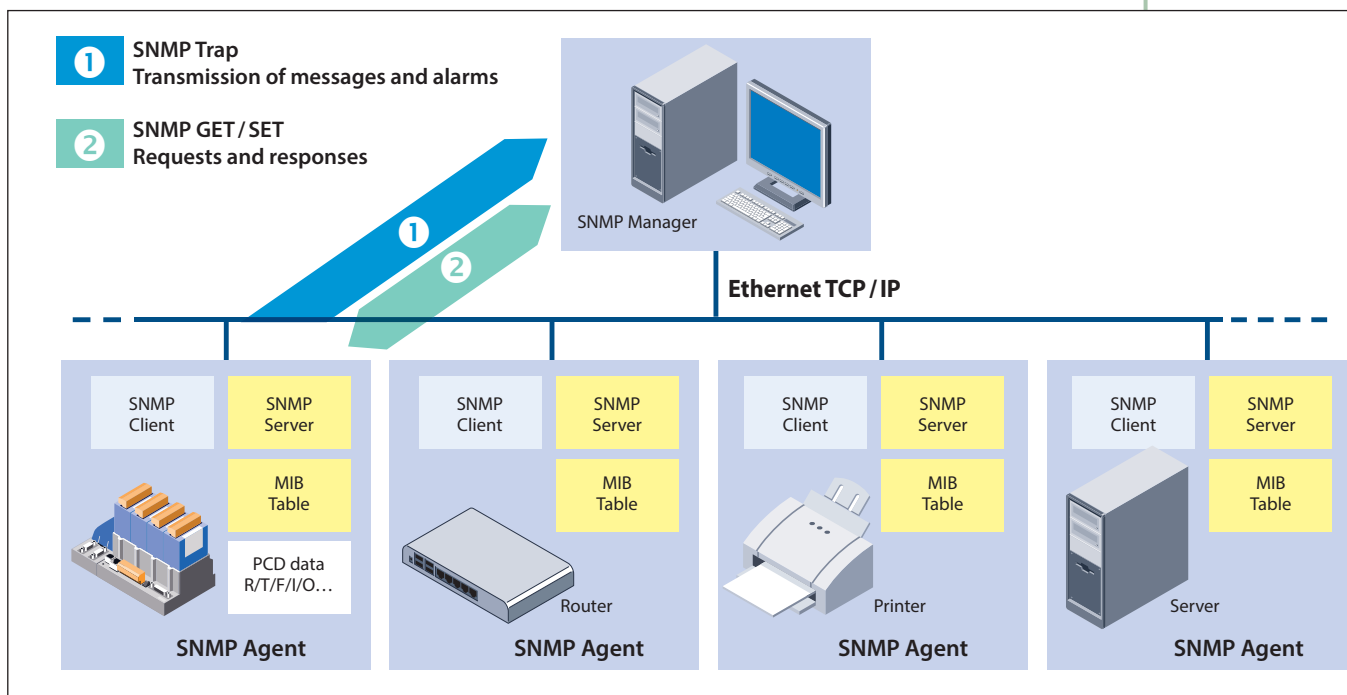 1
SNMP Trap
Transmission of messages and alarms
2
SNMP GET / SET
Requests and responses
1
2
SNMP Manager
Ethernet TCP / IP
SNMP
Client
SNMP
Server
MIB
Table
PCD data
R/T/F/I/O…
SNMP Agent
SNMP
Client
SNMP
Server
MIB
Table
Router
SNMP Agent
SNMP
Client
SNMP
Server
MIB
Table
Printer
SNMP Agent
SNMP
Client
SNMP
Server
MIB
Table
Server
SNMP Agent